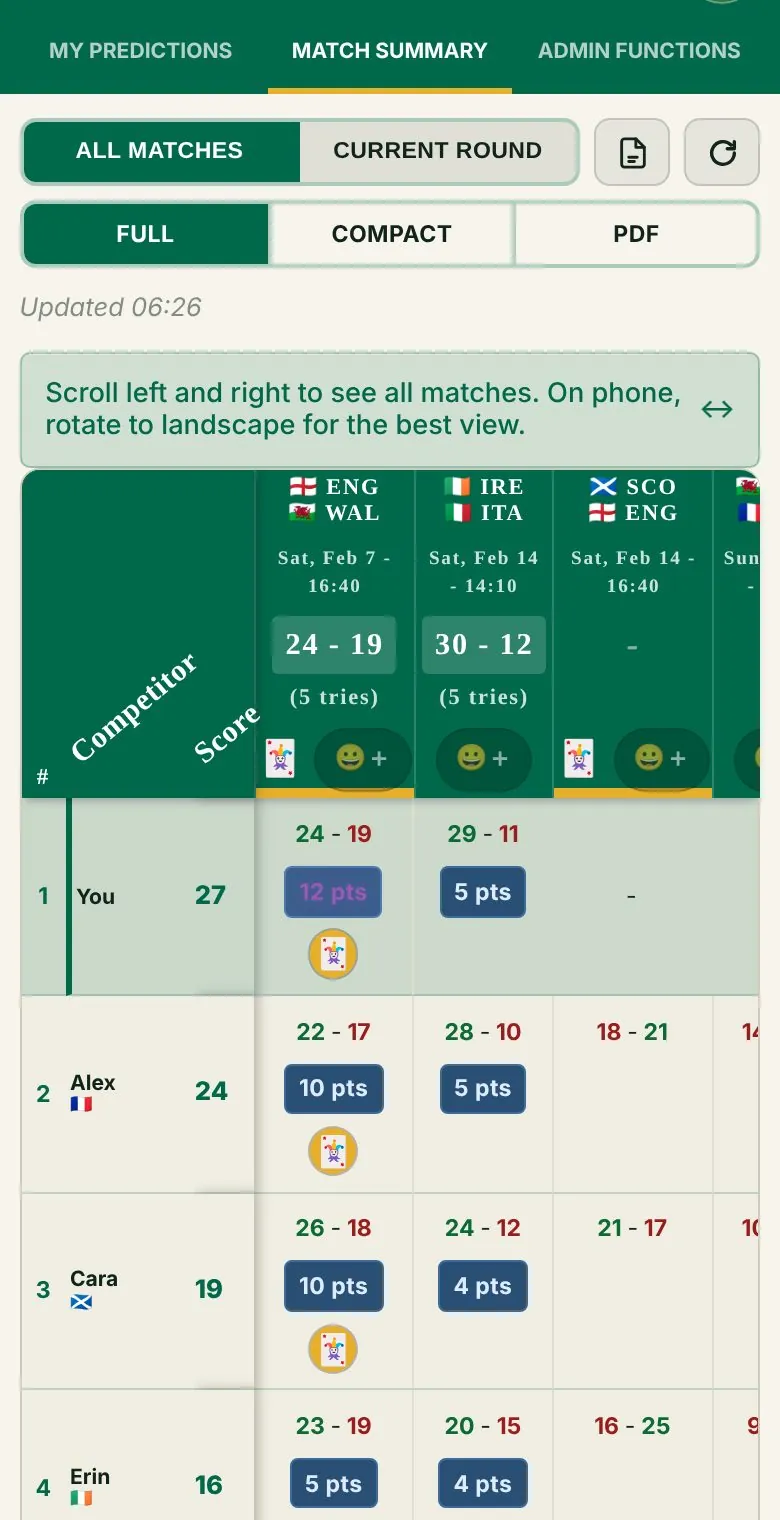 MY PREDICTIONS MATCH SUMMARY ADMIN FUNCTIONS
ALL MATCHES CURRENT ROUND
FULL COMPACT PDF
Updated 06:26
Scroll left and right to see all matches. On phone,
rotate to landscape for the best view.
ENG IRE SCO
WAL ITA ENG
Sat, Feb 7 - Sat, Feb 14 Sat, Feb 14 - Sun
16:40 - 14:10 16:40 -
24 - 19 30 - 12 -
(5 tries) (5 tries)
# Competitor Score + + +
24 - 19 29 - 11
1 You 27 12 pts 5 pts -
22 - 17 28 - 10 18 - 21 14
2 Alex 24 10 pts 5 pts
26 - 18 24 - 12 21 - 17 10
3 Cara 19 10 pts 4 pts
23 - 19 20 - 15 16 - 25 9
4 Erin 16 5 pts 4 pts